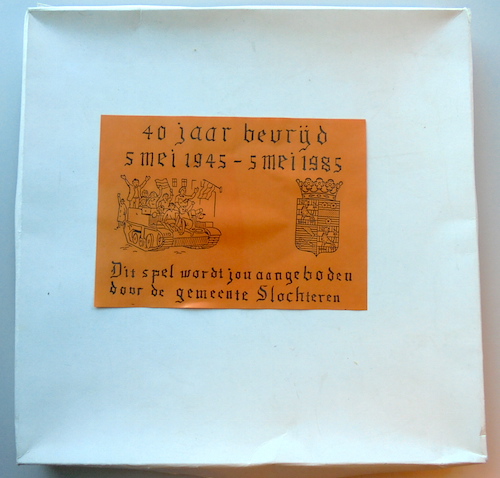 40 jaar bevrijd
5 mei 1945 - 5 mei 1985
Dit spel wordt jou aangeboden
door de gemeente Slochteren